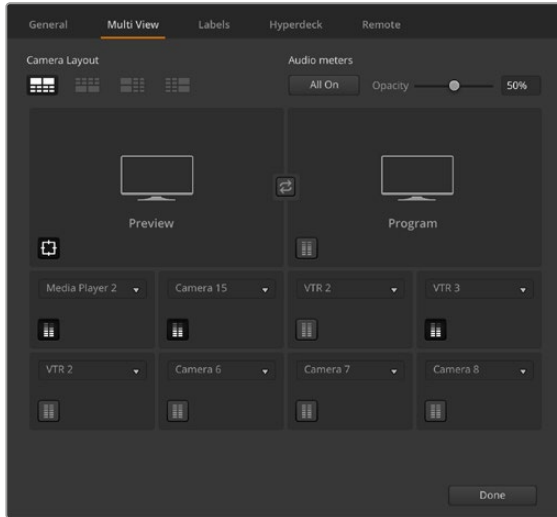 General Multi View Labels Hyperdeck Remote
Camera Layout Audio meters
All On Opacity 50%
Preview Program
Media Player 2 Camera 15 VTR 2 VTR 3
VTR 2 Camera 6 Camera 7 Camera 8
Done